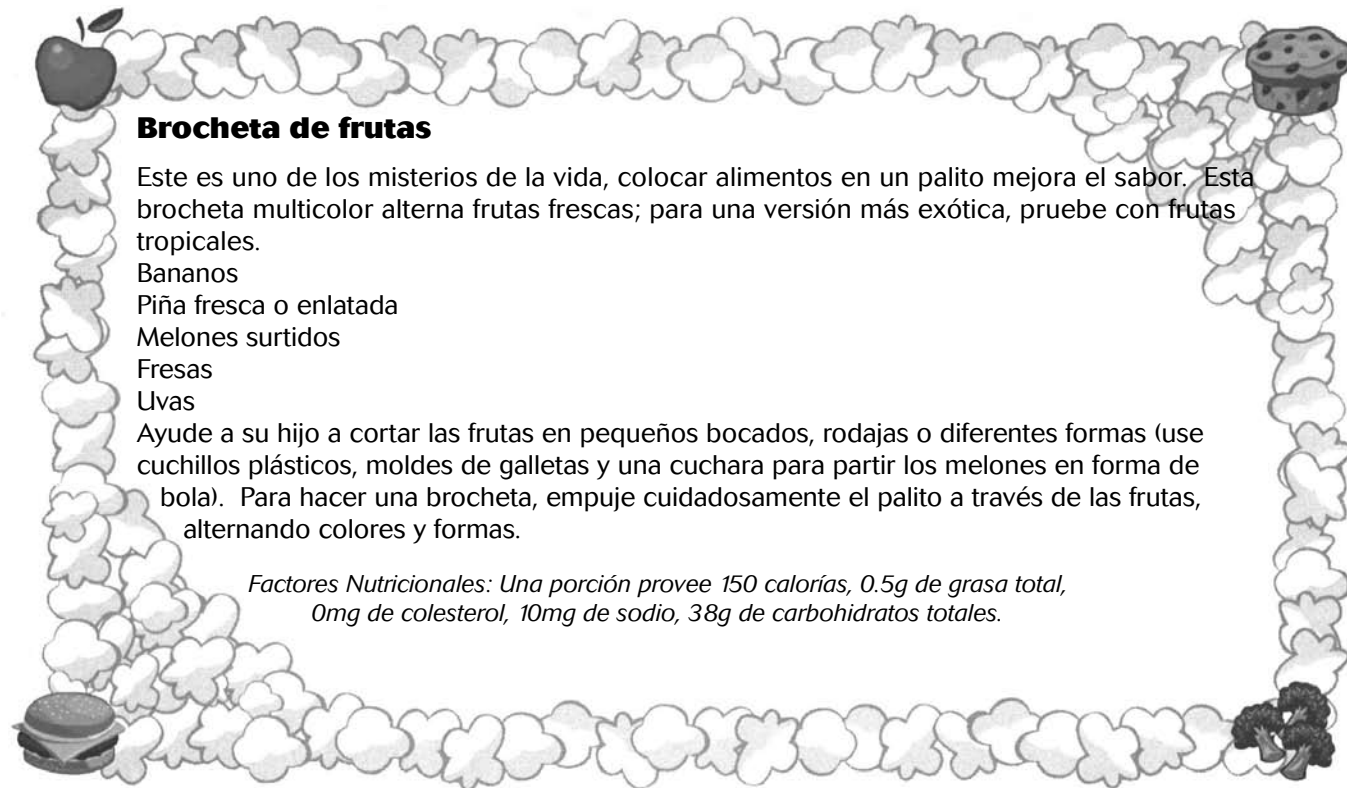 Brocheta de frutas
Este es uno de los misterios de la vida, colocar alimentos en un palito mejora el sabor.  Esta
brocheta multicolor alterna frutas frescas; para una versión más exótica, pruebe con frutas
tropicales.
Bananos
Piña fresca o enlatada
Melones surtidos
Fresas
Uvas
Ayude a su hijo a cortar las frutas en pequeños bocados, rodajas o diferentes formas (use
cuchillos plásticos, moldes de galletas y una cuchara para partir los melones en forma de
bola).  Para hacer una brocheta, empuje cuidadosamente el palito a través de las frutas,
alternando colores y formas.
Factores Nutricionales: Una porción provee 150 calorías, 0.5g de grasa total,
0mg de colesterol, 10mg de sodio, 38g de carbohidratos totales.